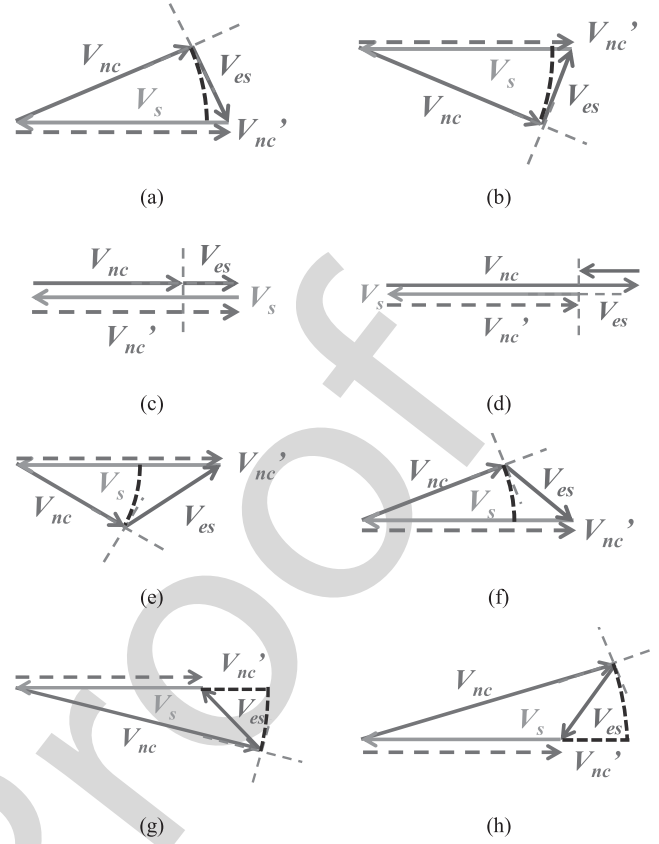 V_nc V_es V_s V_nc'
(a)
V_nc' V_s V_nc V_es
(b)
V_nc V_es V_s V_nc'
(c)
V_nc V_s V_nc' V_es
(d)
V_nc' V_s V_nc V_es
(e)
V_nc V_es V_s V_nc'
(f)
V_nc' V_s V_es V_nc
(g)
V_nc V_s V_es V_nc'
(h)
Proof